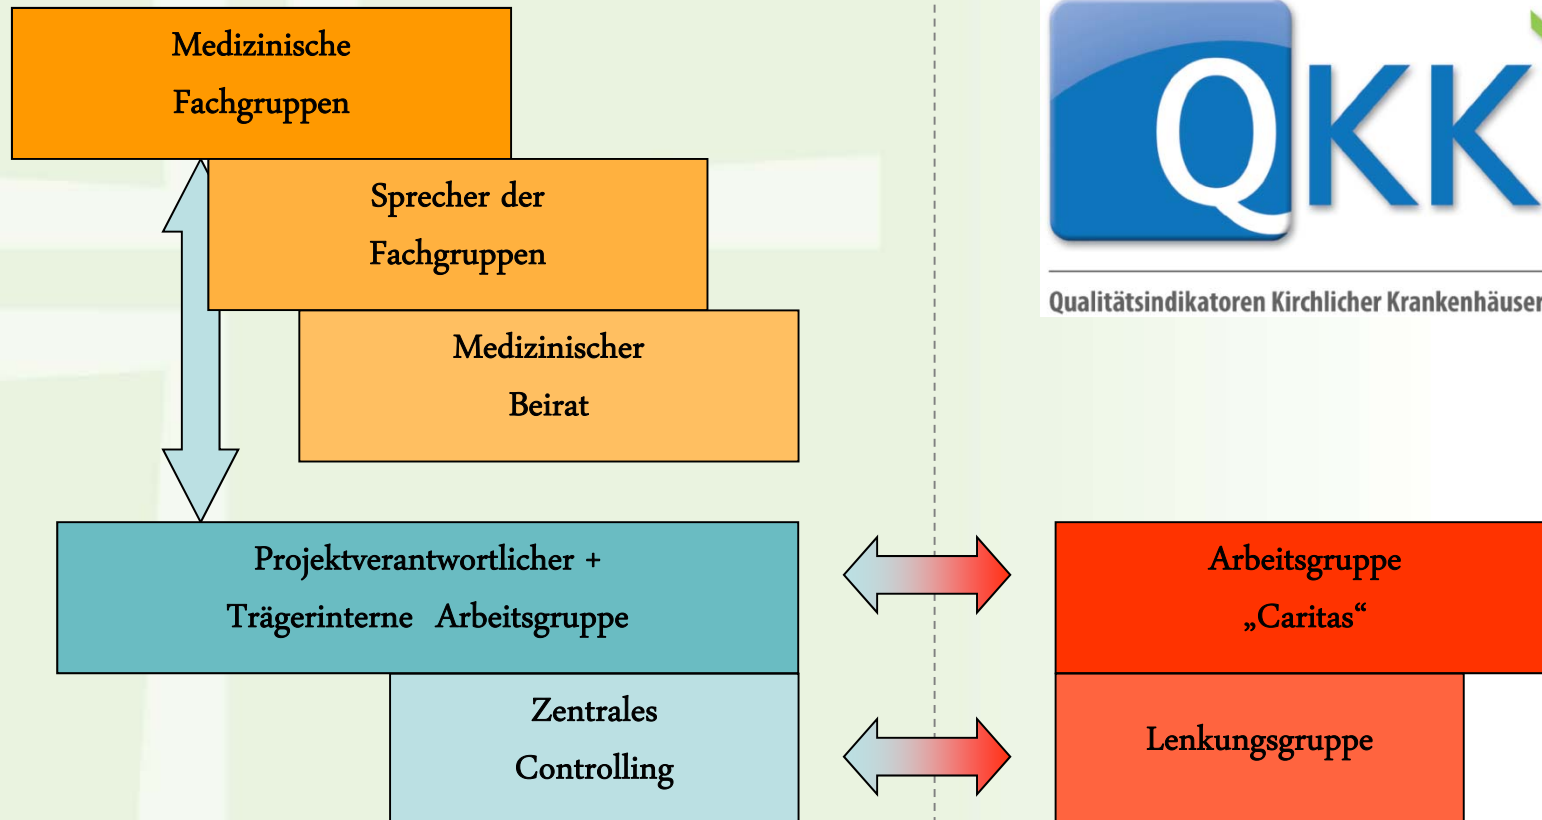 Medizinische
Fachgruppen
Sprecher der
Fachgruppen
Medizinischer
Beirat
QKK
Qualitätsindikatoren Kirchlicher Krankenhäuser
Projektverantwortlicher +
Trägerinterne Arbeitsgruppe
Arbeitsgruppe
„Caritas“
Zentrales
Controlling
Lenkungsgruppe